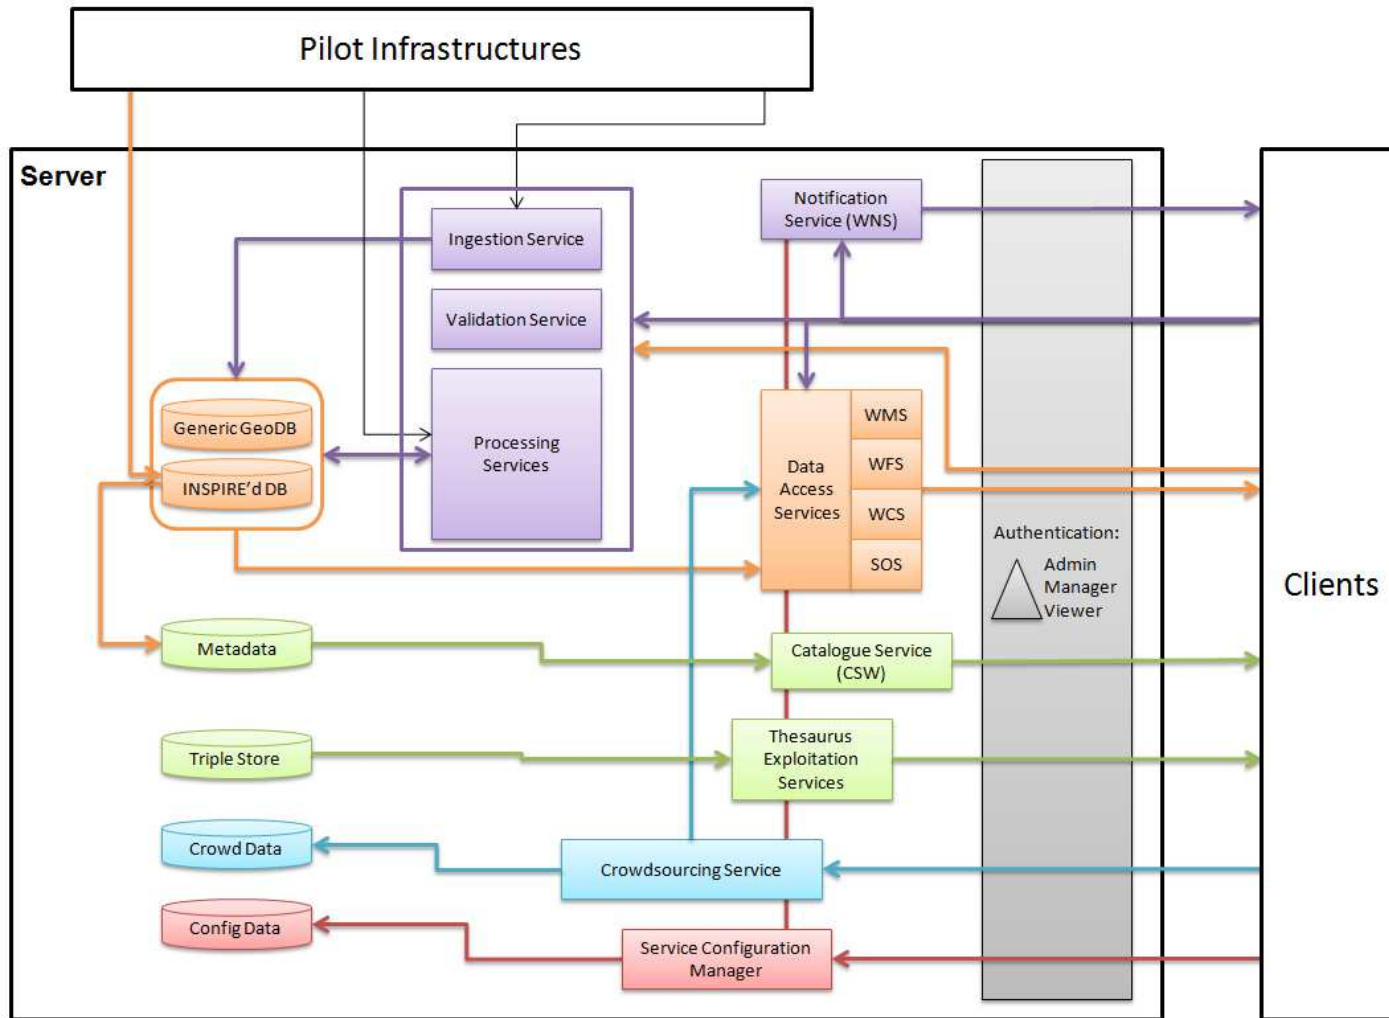 Pilot Infrastructures
Server
Notification
Service (WNS)
Ingestion Service
Validation Service
Processing
Services
Generic GeoDB
INSPIRE'd DB
Data
Access
Services
WMS
WFS
WCS
SOS
Authentication:
Admin
Manager
Viewer
Clients
Metadata
Catalogue Service
(CSW)
Triple Store
Thesaurus
Exploitation
Services
Crowd Data
Crowdsourcing Service
Config Data
Service Configuration
Manager